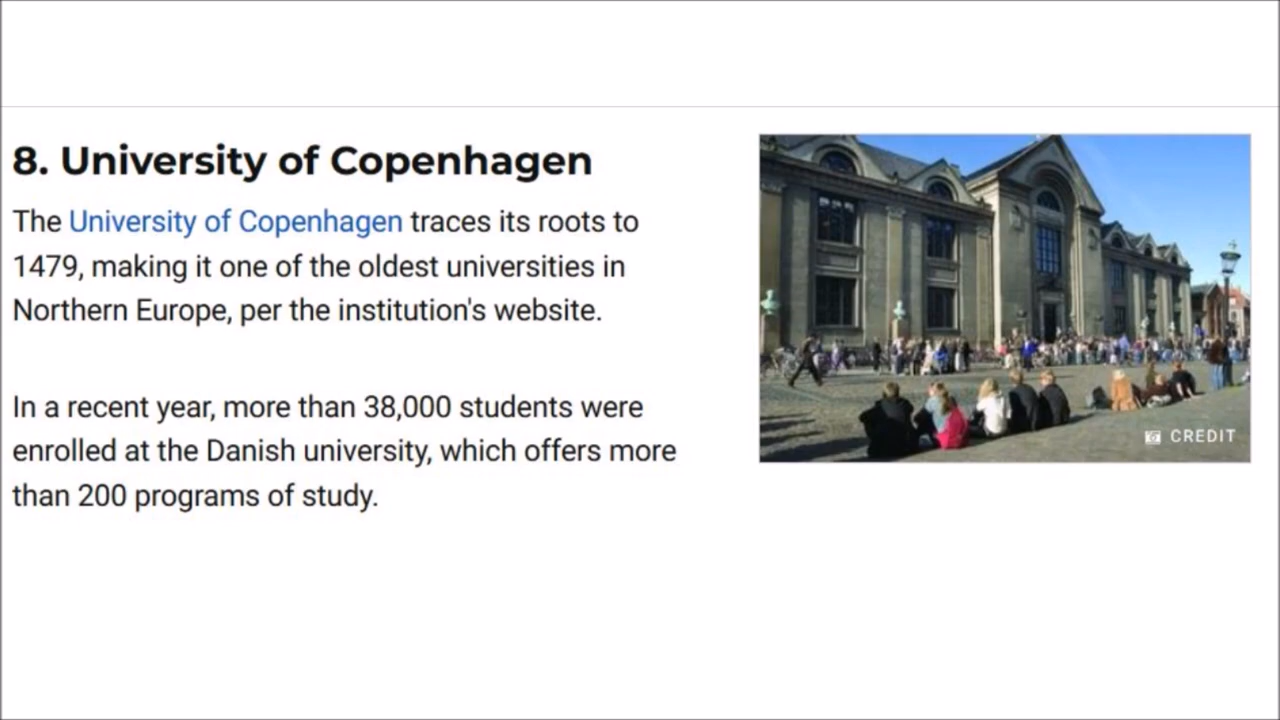 8. University of Copenhagen
The University of Copenhagen traces its roots to
1479, making it one of the oldest universities in
Northern Europe, per the institution's website.
In a recent year, more than 38,000 students were
enrolled at the Danish university, which offers more
than 200 programs of study.
CREDIT